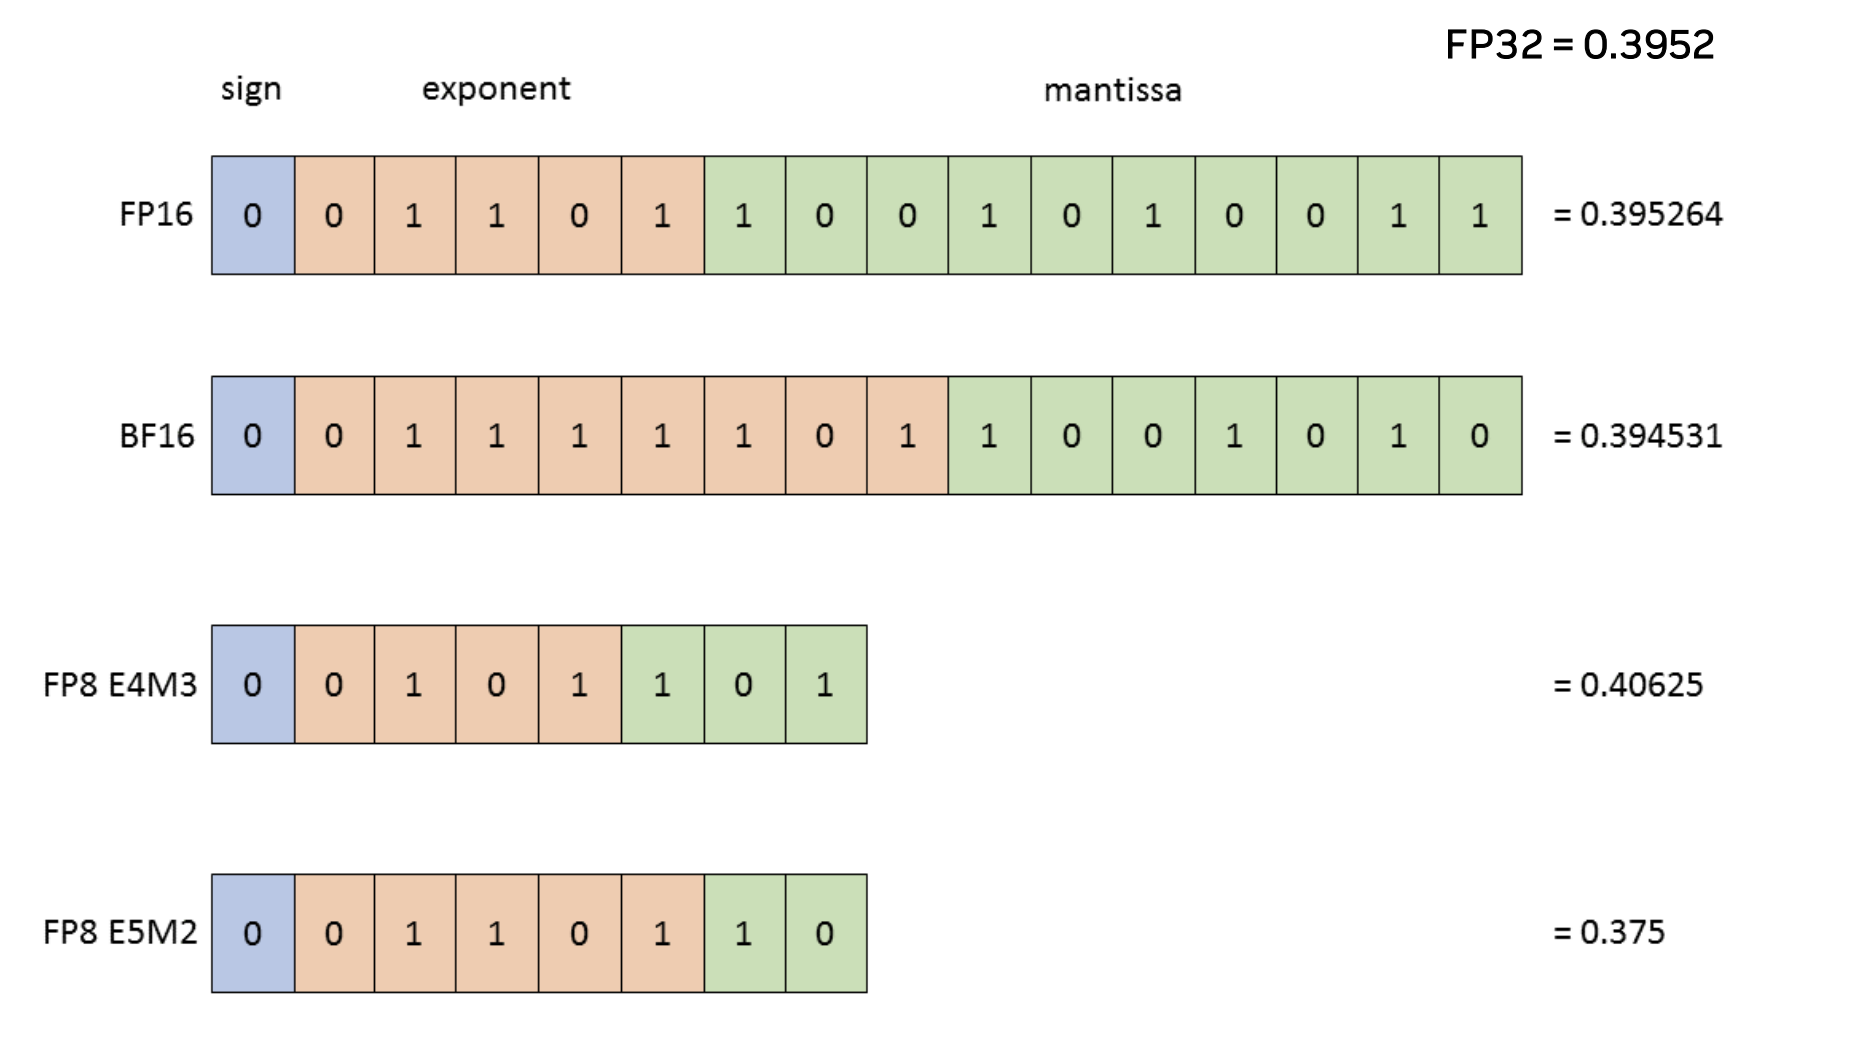 FP32 = 0.3952
sign exponent mantissa
FP16 0 0 1 1 0 1 1 0 0 1 0 1 0 0 1 1 = 0.395264
BF16 0 0 1 1 1 1 1 0 1 1 0 0 1 0 1 0 = 0.394531
FP8 E4M3 0 0 1 0 1 1 0 1 = 0.40625
FP8 E5M2 0 0 1 1 0 1 1 0 = 0.375